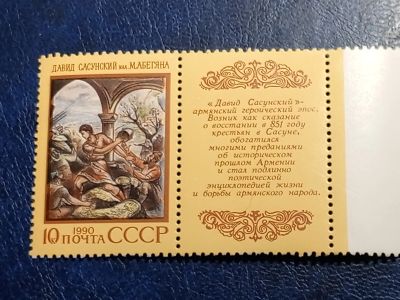 ДАВИД САСУНСКИЙ ХУД. М.АБЕГЯНА
1990
10К ПОЧТА СССР
«Давид Сасунский»-
армянский героический эпос.
Возник как сказание
о восстании в 851 году
крестьян в Сасуне,
обогатился
многими преданиями
об историческом
прошлом Армении
и стал подлинно
поэтической
энциклопедией жизни
и борьбы армянского народа.